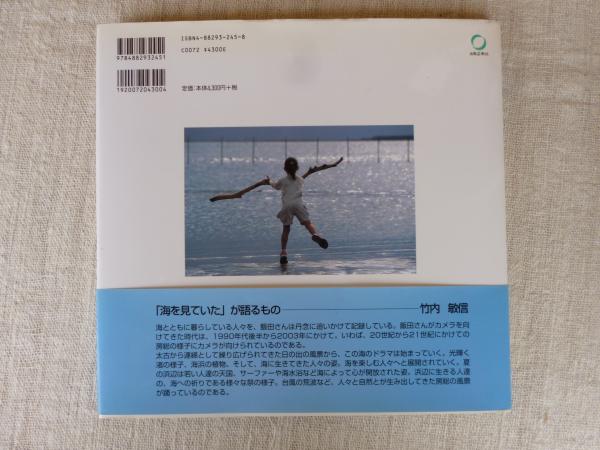 ISBN4-88293-245-8
C0072 ¥4300E
9784882932451
1920072043004
定価:本体4,300円+税
「海を見ていた」が語るもの――竹内 敏信
海とともに暮らしている人々を、飯田さんは丹念に追いかけて記録している。飯田さんがカメラを向
けてきた時代は、1990年代後半から2003年にかけて。いわば、20世紀から21世紀にかけての
房総の様子にカメラが向けられているのである。
太古から連綿として繰り広げられてきた日の出の風景から、この海のドラマは始まっていく。光輝く
渚の様子、海浜の植物、そして、海に生きてきた人々の姿。海を楽しむ人々へと展開されていく。夏
の浜辺は若い人達の天国。サーファーや海水浴など海によって心が開放された姿。浜辺に生きる人達
の、海への祈りである様々な祭の様子。台風の荒波など、人々と自然とが生み出してきた房総の風景
が踊っているのである。